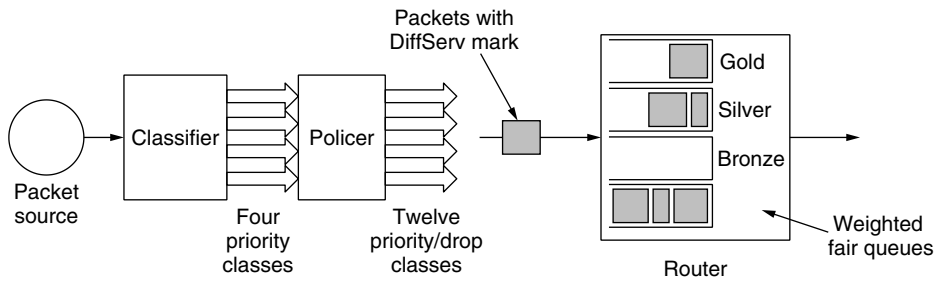 Packets with
DiffServ mark
Gold
Silver
Bronze
Classifier
Policer
Packet
source
Four
priority
classes
Twelve
priority/drop
classes
Router
Weighted
fair queues